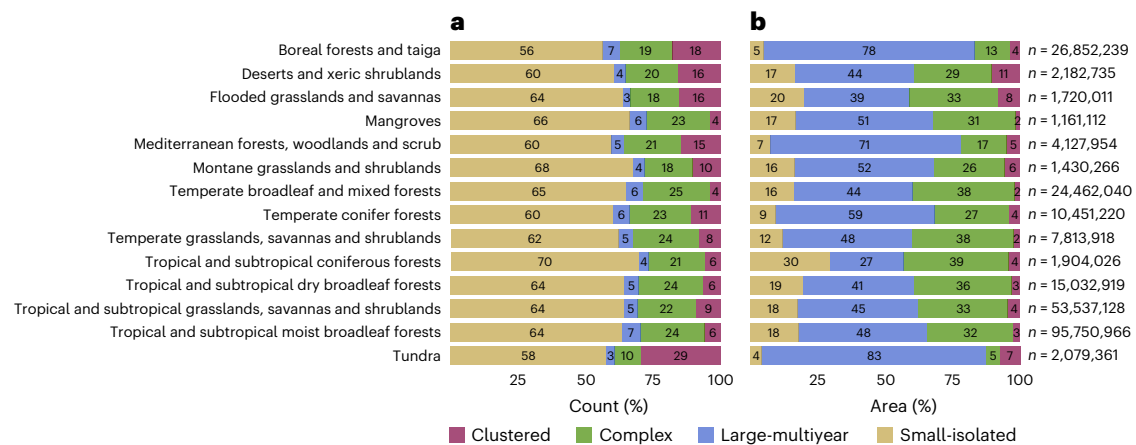 a b
Boreal forests and taiga 56 7 19 18 5 78 13 4 n = 26,852,239
Deserts and xeric shrublands 60 4 20 16 17 44 29 11 n = 2,182,735
Flooded grasslands and savannas 64 3 18 16 20 39 33 8 n = 1,720,011
Mangroves 66 6 23 4 17 51 31 2 n = 1,161,112
Mediterranean forests, woodlands and scrub 60 5 21 15 7 71 17 5 n = 4,127,954
Montane grasslands and shrublands 68 4 18 10 16 52 26 6 n = 1,430,266
Temperate broadleaf and mixed forests 65 6 25 4 16 44 38 2 n = 24,462,040
Temperate conifer forests 60 6 23 11 9 59 27 4 n = 10,451,220
Temperate grasslands, savannas and shrublands 62 5 24 8 12 48 38 2 n = 7,813,918
Tropical and subtropical coniferous forests 70 4 21 6 30 27 39 4 n = 1,904,026
Tropical and subtropical dry broadleaf forests 64 5 24 6 19 41 36 3 n = 15,032,919
Tropical and subtropical grasslands, savannas and shrublands 64 5 22 9 18 45 33 4 n = 53,537,128
Tropical and subtropical moist broadleaf forests 64 7 24 6 18 48 32 3 n = 95,750,966
Tundra 58 3 10 29 4 83 5 7 n = 2,079,361
25 50 75 100 25 50 75 100
Count (%) Area (%)
Clustered Complex Large-multiyear Small-isolated